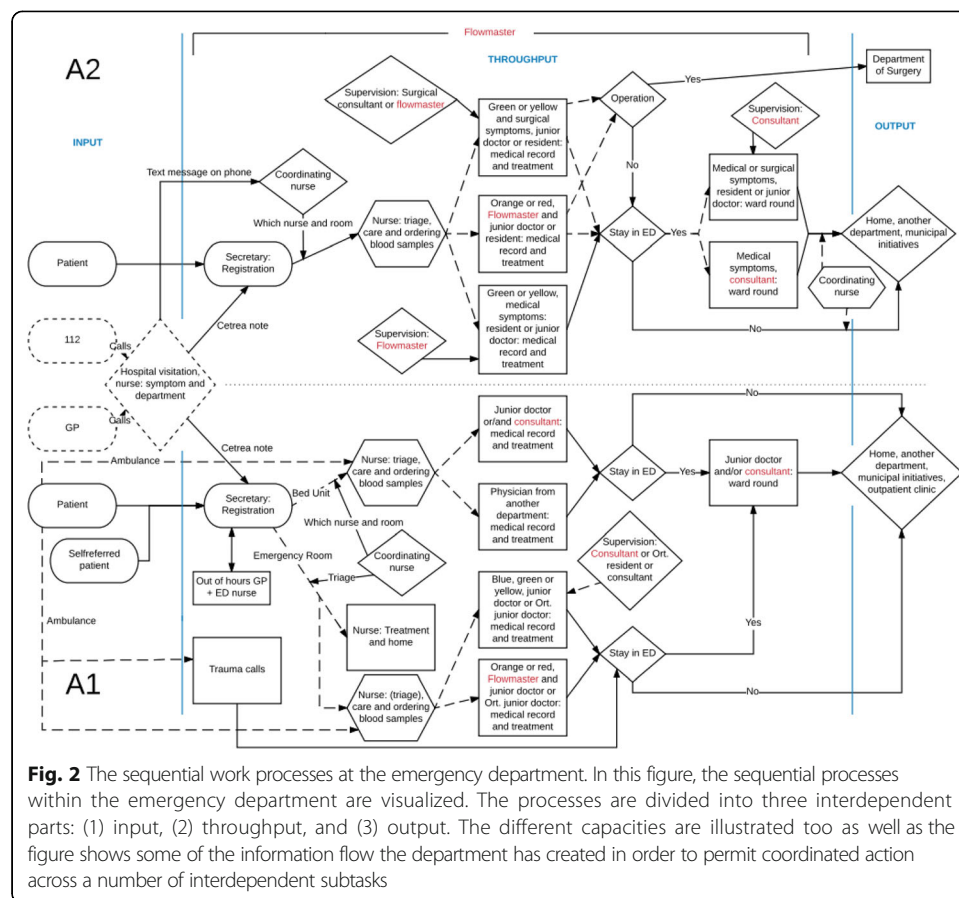 Flowmaster
A2
THROUGHPUT
INPUT
OUTPUT
Supervision: Surgical
consultant or flowmaster
Green or yellow
and surgical
symptoms, junior
doctor or resident:
medical record
and treatment
Operation
Yes
Department
of Surgery
Supervision:
Consultant
Text message on phone
Coordinating
nurse
No
Which nurse and room
Patient
Secretary:
Registration
Nurse: triage,
care and ordering
blood samples
Orange or red,
Flowmaster and
junior doctor or
resident: medical
record and
treatment
Stay in ED
Yes
Medical or surgical
symptoms,
resident or junior
doctor: ward round
Medical
symptoms,
consultant:
ward round
Home, another
department, municipal
initiatives
Coordinating
nurse
Supervision:
Flowmaster
Green or yellow,
medical
symptoms:
resident or junior
doctor: medical
record and
treatment
No
Cetrea note
112
Calls
Hospital visitation,
nurse: symptom and
department
GP
Calls
Cetrea note
Ambulance
Patient
Selfreferred
patient
Secretary:
Registration
Bed Unit
Nurse: triage,
care and ordering
blood samples
Which nurse and room
Emergency Room
Coordinating
nurse
Triage
Out of hours GP
+ ED nurse
Nurse: Treatment
and home
Ambulance
Trauma calls
A1
Nurse: (triage),
care and ordering
blood samples
Junior doctor
or/and consultant:
medical record
and treatment
Physician from
another
department:
medical record
and treatment
Stay in ED
Yes
No
Junior doctor
and/or consultant:
ward round
Home, another
department,
municipal initiatives,
outpatient clinic
Supervision:
Consultant or Ort.
resident or
consultant
Blue, green or
yellow, junior
doctor or Ort.
junior doctor:
medical record
and treatment
Orange or red,
Flowmaster and
junior doctor or
Ort. junior doctor:
medical record
and treatment
Stay in ED
Yes
No
Fig. 2 The sequential work processes at the emergency department. In this figure, the sequential processes
within the emergency department are visualized. The processes are divided into three interdependent
parts: (1) input, (2) throughput, and (3) output. The different capacities are illustrated too as well as the
figure shows some of the information flow the department has created in order to permit coordinated action
across a number of interdependent subtasks